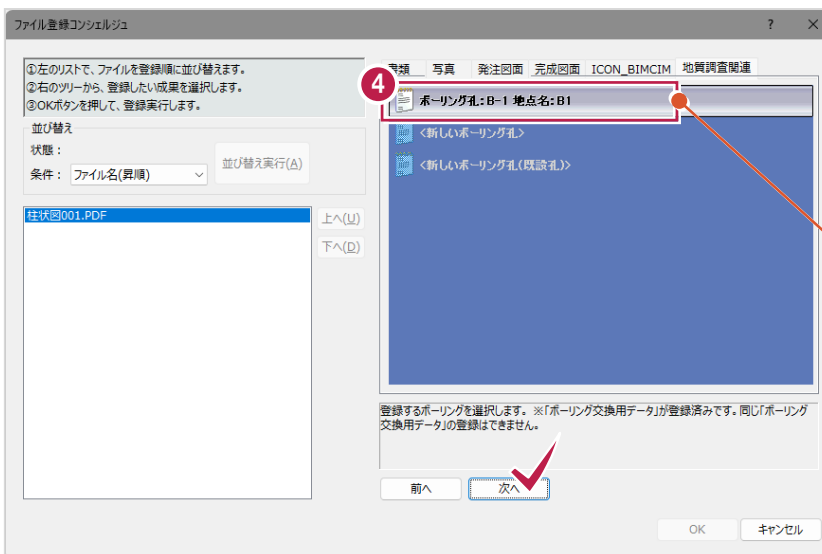 ファイル登録コンシェルジュ
? ×
①左のリストで、ファイルを登録順に並び替えます。
②右のツリーから、登録したい成果を選択します。
③OKボタンを押して、登録実行します。
並び替え
状態：
条件： ファイル名(昇順)
並び替え実行(A)
柱状図001.PDF
上へ(U)
下へ(D)
類 写真 発注図面 完成図面 ICON_BIMCIM 地質調査関連
4
ボーリング孔：B-1 地点名：B1
<新しいボーリング孔>
<新しいボーリング孔(既設孔)>
登録するボーリングを選択します。 ※「ボーリング交換用データ」が登録済みです。同じ「ボーリング
交換用データ」の登録はできません。
前へ 次へ
OK キャンセル